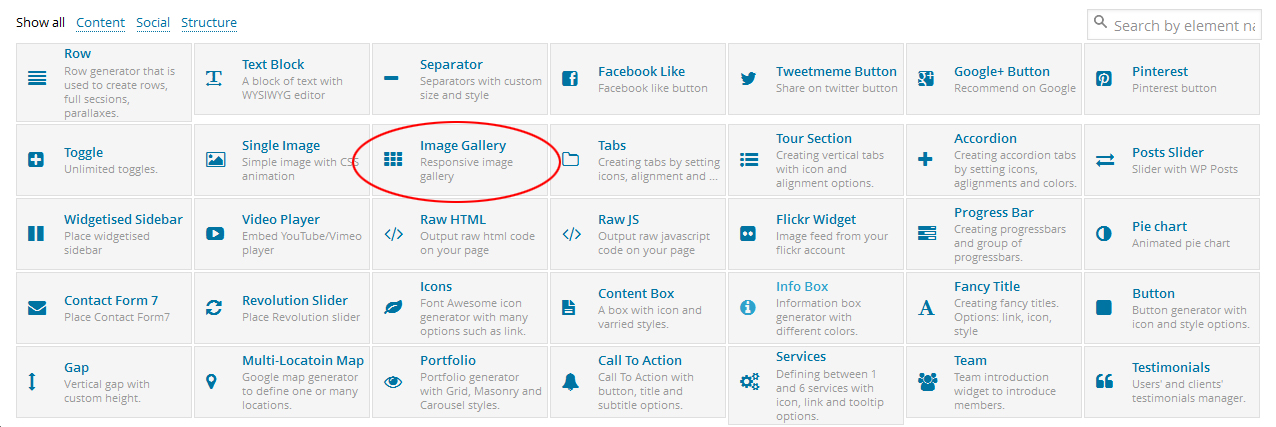 Show all Content Social Structure
Search by element na
Row
Row generator that is
used to create rows,
full sections,
parallaxes.
Text Block
A block of text with
WYSIWYG editor
Separator
Separators with custom
size and style
Facebook Like
Facebook like button
Tweetmeme Button
Share on twitter button
Google+ Button
Recommend on Google
Pinterest
Pinterest button
Toggle
Unlimited toggles.
Single Image
Simple image with CSS
animation
Image Gallery
Responsive image
gallery
Tabs
Creating tabs by setting
icons, alignment and ...
Tour Section
Creating vertical tabs
with icon and
alignment options.
Accordion
Creating accordion tabs
by setting icons,
aglignments and colors.
Posts Slider
Slider with WP Posts
Widgetised Sidebar
Place widgetised
sidebar
Video Player
Embed YouTube/Vimeo
player
Raw HTML
Output raw html code
on your page
Raw JS
Output raw javascript
code on your page
Flickr Widget
Image feed from your
flickr account
Progress Bar
Creating progressbars
and group of
progressbars.
Pie chart
Animated pie chart
Contact Form 7
Place Contact Form7
Revolution Slider
Place Revolution slider
Icons
Font Awesome icon
generator with many
options such as link.
Content Box
A box with icon and
varried styles.
Info Box
Information box
generator with
different colors.
Fancy Title
Creating fancy titles.
Options: link, icon,
style
Button
Button generator with
icon and style options.
Gap
Vertical gap with
custom height.
Multi-Locatoin Map
Google map generator
to define one or many
locations.
Portfolio
Portfolio generator
with Grid, Masonry and
Carousel styles.
Call To Action
Call To Action with
button, title and
subtitle options.
Services
Defining between 1
and 6 services with
icon, link and tooltip
options.
Team
Team introduction
widget to introduce
members.
Testimonials
Users' and clients'
testimonials manager.